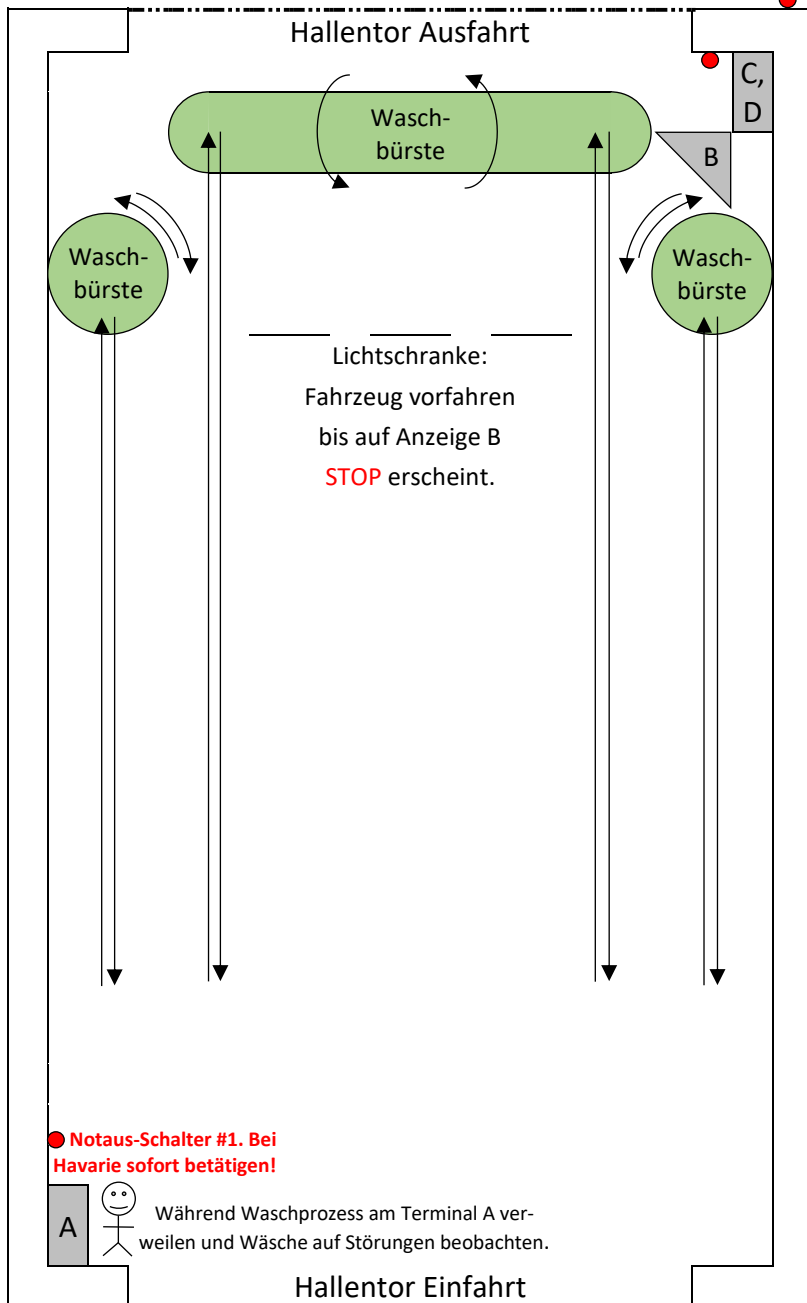 Hallentor Ausfahrt
C,
D
Wasch-
bürste
B
Wasch-
bürste
Wasch-
bürste
Lichtschranke:
Fahrzeug vorfahren
bis auf Anzeige B
STOP erscheint.
Notaus-Schalter #1. Bei
Havarie sofort betätigen!
A
Während Waschprozess am Terminal A ver-
weilen und Wäsche auf Störungen beobachten.
Hallentor Einfahrt